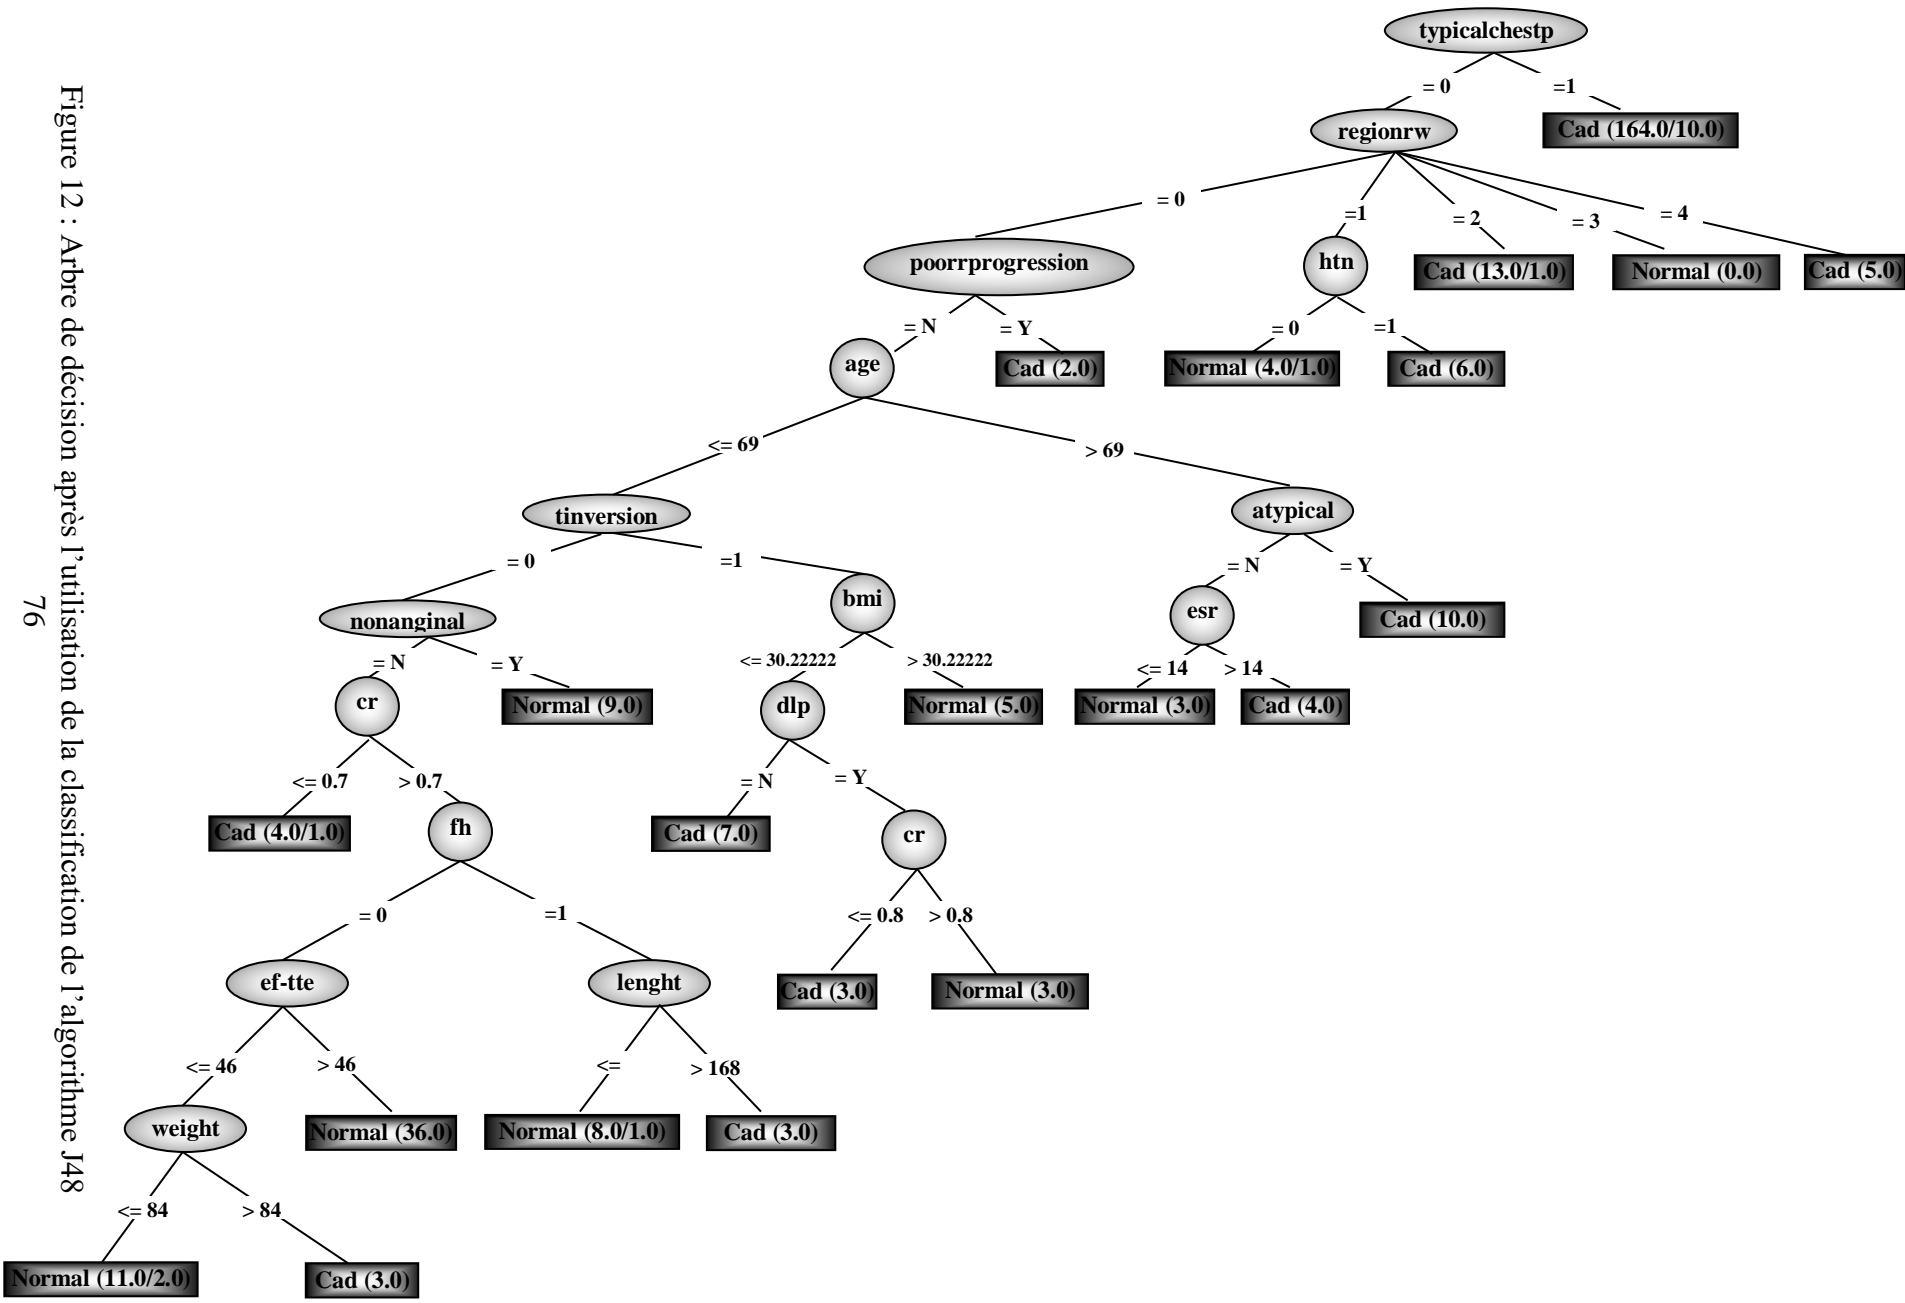 typicalchestp
= 0
=1
regionrw
Cad (164.0/10.0)
= 0
=1
= 2
= 3
= 4
poorrprogression
htn
Cad (13.0/1.0)
Normal (0.0)
Cad (5.0)
= N
= Y
= 0
=1
age
Cad (2.0)
Normal (4.0/1.0)
Cad (6.0)
<= 69
> 69
tinversion
atypical
= 0
=1
= N
= Y
nonanginal
bmi
esr
Cad (10.0)
= N
= Y
<= 30.22222
> 30.22222
<= 14
> 14
cr
Normal (9.0)
dlp
Normal (5.0)
Normal (3.0)
Cad (4.0)
<= 0.7
> 0.7
= N
= Y
Cad (4.0/1.0)
fh
Cad (7.0)
cr
= 0
=1
<= 0.8
> 0.8
ef-tte
lenght
Cad (3.0)
Normal (3.0)
<= 46
> 46
<=
> 168
weight
Normal (36.0)
Normal (8.0/1.0)
Cad (3.0)
<= 84
> 84
Normal (11.0/2.0)
Cad (3.0)
Figure 12 : Arbre de décision après l’utilisation de la classification de l’algorithme J48
76